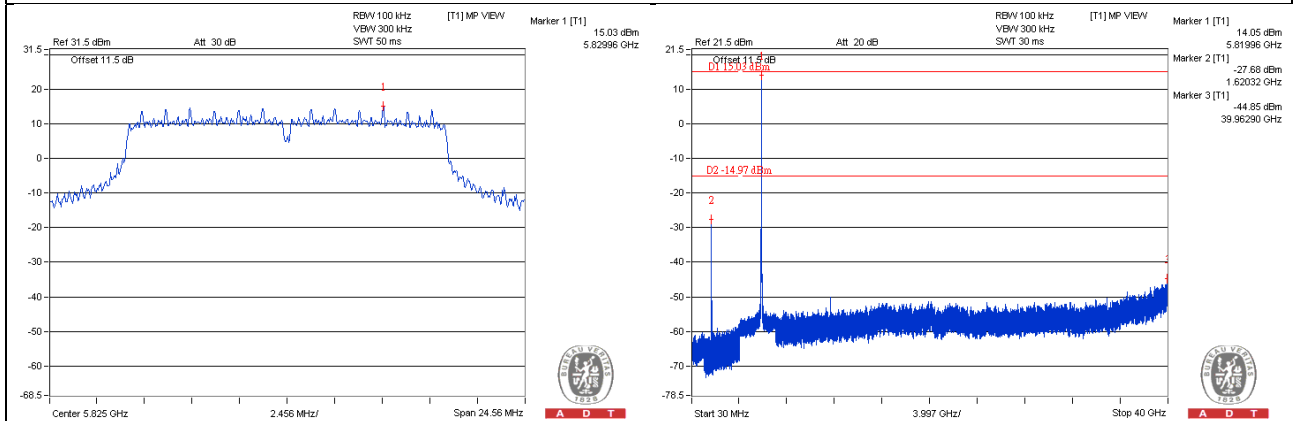 RBW 100 kHz [T1] MP VIEW
VBW 300 kHz
Ref 31.5 dBm Att 30 dB SWT 50 ms
Marker 1 [T1]
15.03 dBm
5.82996 GHz
Offset 11.5 dB
31.5
20
10
0
-10
-20
-30
-40
-50
-60
-68.5
1
Center 5.825 GHz 2.456 MHz/ Span 24.56 MHz
BUREAU VERITAS
1828
A D T
RBW 100 kHz [T1] MP VIEW
VBW 300 kHz
Ref 21.5 dBm Att 20 dB SWT 30 ms
Marker 1 [T1]
14.05 dBm
5.81996 GHz
Marker 2 [T1]
-27.68 dBm
1.62032 GHz
Marker 3 [T1]
-44.85 dBm
39.96290 GHz
Offset 11.5 dB
D1 15.03 dBm
D2 -14.97 dBm
21.5
10
0
-10
-20
-30
-40
-50
-60
-70
-78.5
2
Start 30 MHz 3.997 GHz/ Stop 40 GHz
BUREAU VERITAS
1828
A D T